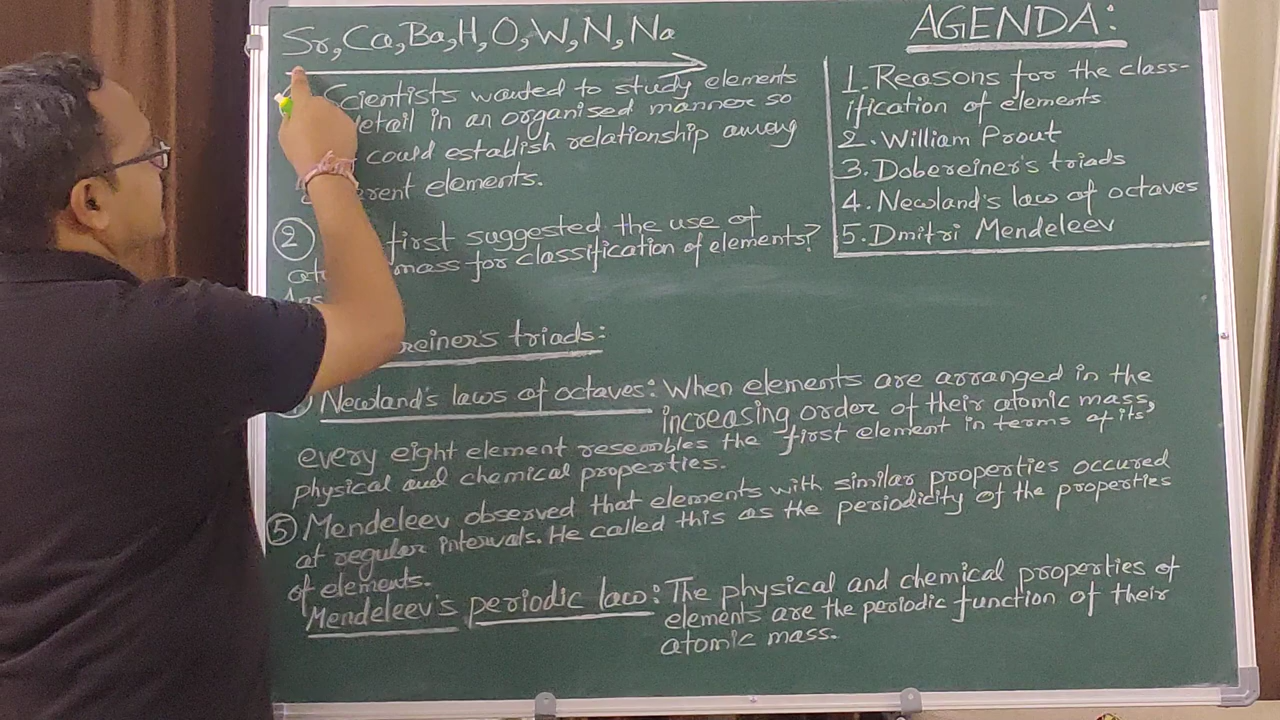 Sr, Ca, Ba, H, O, W, N, Na
Scientists wanted to study elements
detail in an organised manner so
could establish relationship among
erent elements.
② first suggested the use of
mass for classification of elements?
Ans
reiner's triads:
Newland's laws of octaves: When elements are arranged in the
increasing order of their atomic mass,
every eight element resembles the first element in terms of its
physical and chemical properties.
⑤ Mendeleev observed that elements with similar properties occured
at regular intervals. He called this as the periodicity of the properties
of elements.
Mendeleev's periodic law: The physical and chemical properties of
elements are the periodic function of their
atomic mass.
AGENDA:
1. Reasons for the class-
ification of elements
2. William Prout
3. Dobereiner's triads
4. Newland's law of octaves
5. Dmitri Mendeleev